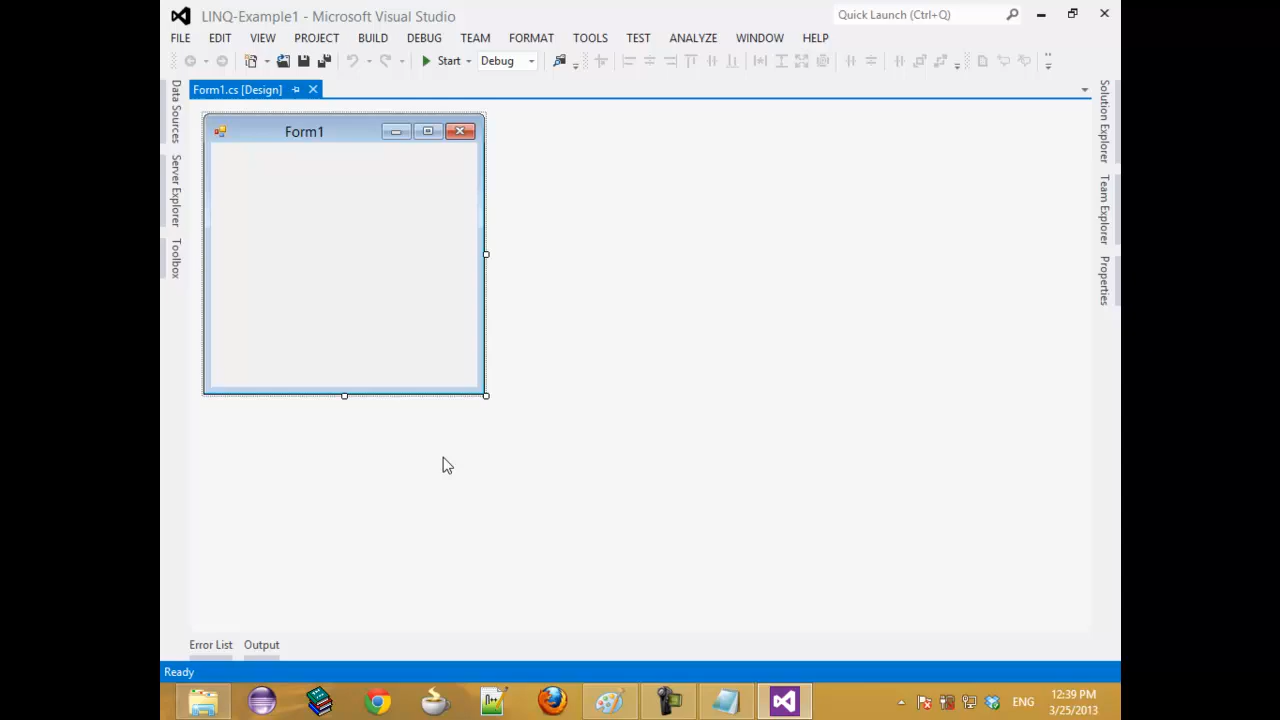 LINQ-Example1 - Microsoft Visual Studio
Quick Launch (Ctrl+Q)
FILE EDIT VIEW PROJECT BUILD DEBUG TEAM FORMAT TOOLS TEST ANALYZE WINDOW HELP
Start Debug
Form1.cs [Design]
Data Sources
Server Explorer
Toolbox
Form1
Solution Explorer
Team Explorer
Properties
Error List Output
Ready
N++
ENG
12:39 PM
3/25/2013